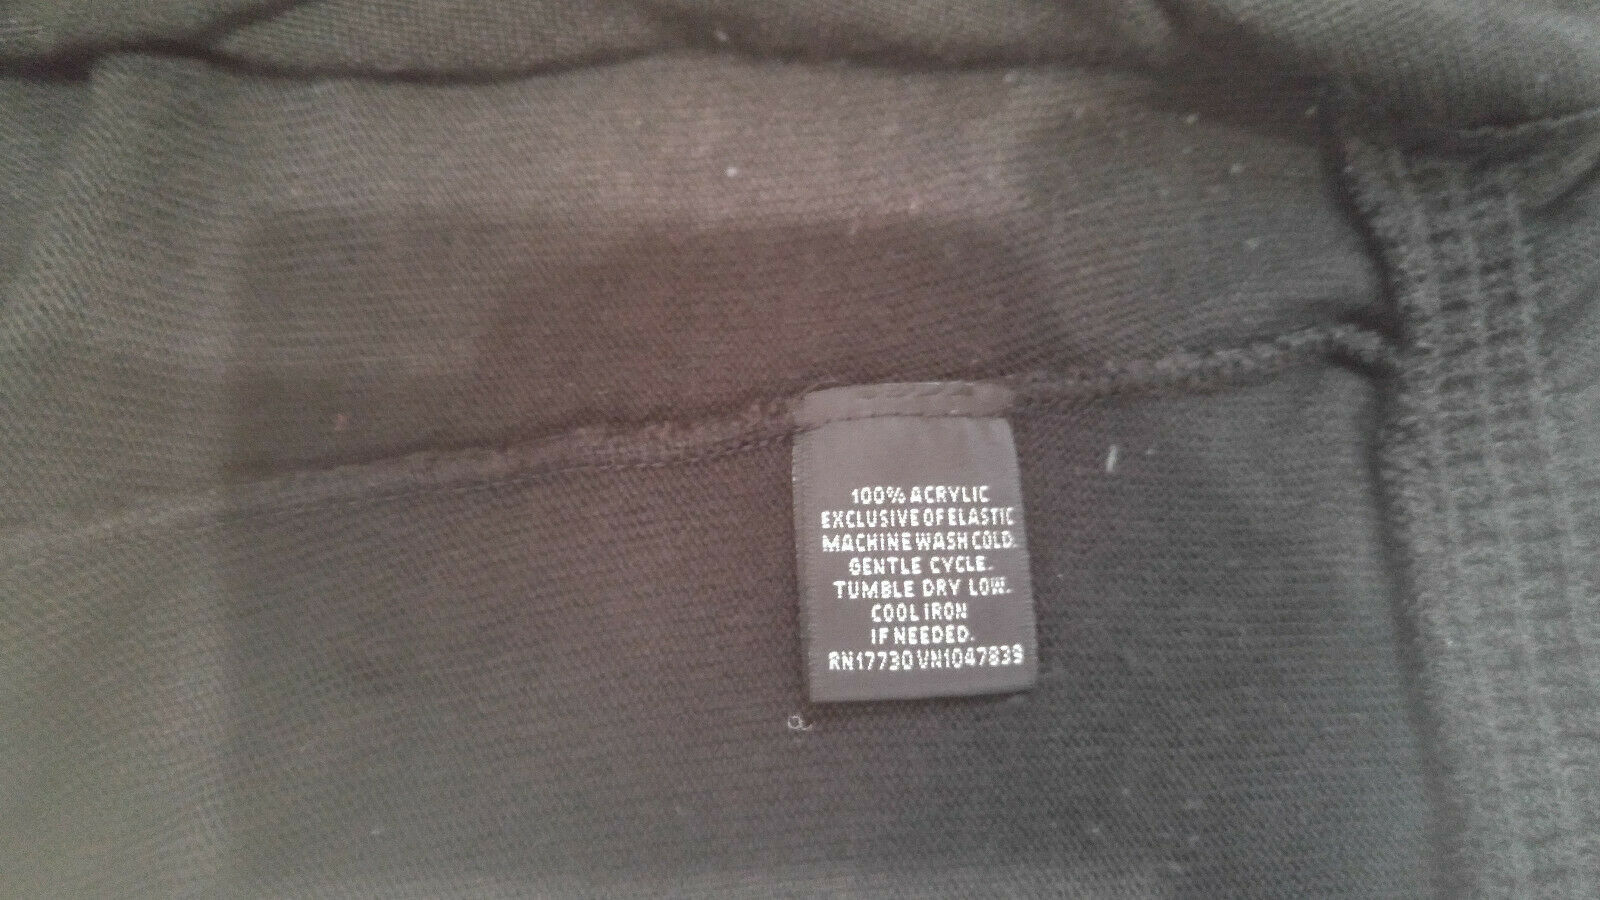 100% ACRYLIC
EXCLUSIVE OF ELASTIC
MACHINE WASH COLD.
GENTLE CYCLE.
TUMBLE DRY LOW.
COOL IRON
IF NEEDED.
RN17730 VN1047839